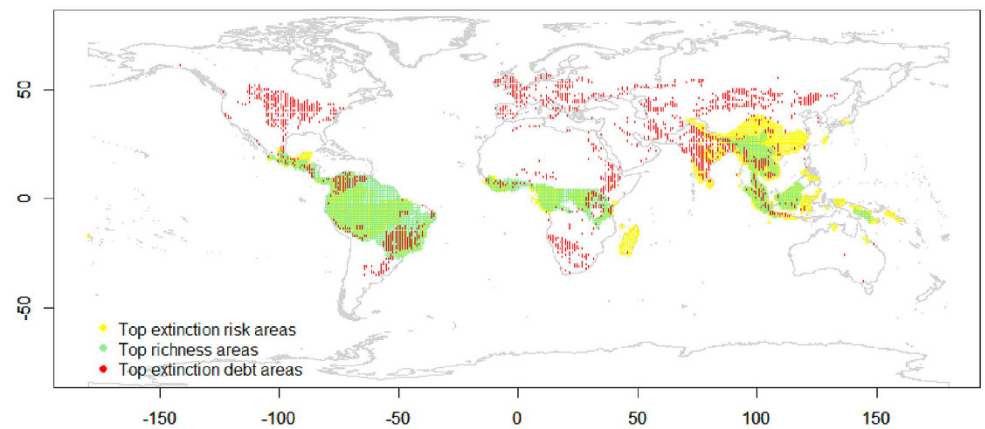 50
0
-50
Top extinction risk areas
Top richness areas
Top extinction debt areas
-150 -100 -50 0 50 100 150